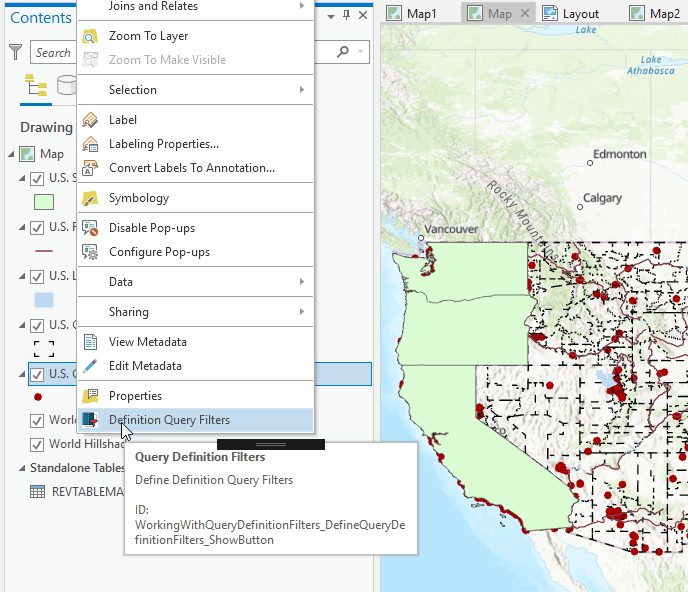 Contents
Search
Drawing
Map
U.S. S
U.S. F
U.S. L
U.S. C
U.S. C
World
World Hillshad
Standalone Tables
REVTABLEMA
Joins and Relates
Zoom To Layer
Zoom To Make Visible
Selection
Label
Labeling Properties...
Convert Labels To Annotation...
Symbology
Disable Pop-ups
Configure Pop-ups
Data
Sharing
View Metadata
Edit Metadata
Properties
Definition Query Filters
Query Definition Filters
Define Definition Query Filters
ID:
WorkingWithQueryDefinitionFilters_DefineQueryDe
finitionFilters_ShowButton
Map1
Map
Layout
Map2
Lake
Lake
Athabasca
Edmonton
Calgary
Rocky Mountains
Vancouver